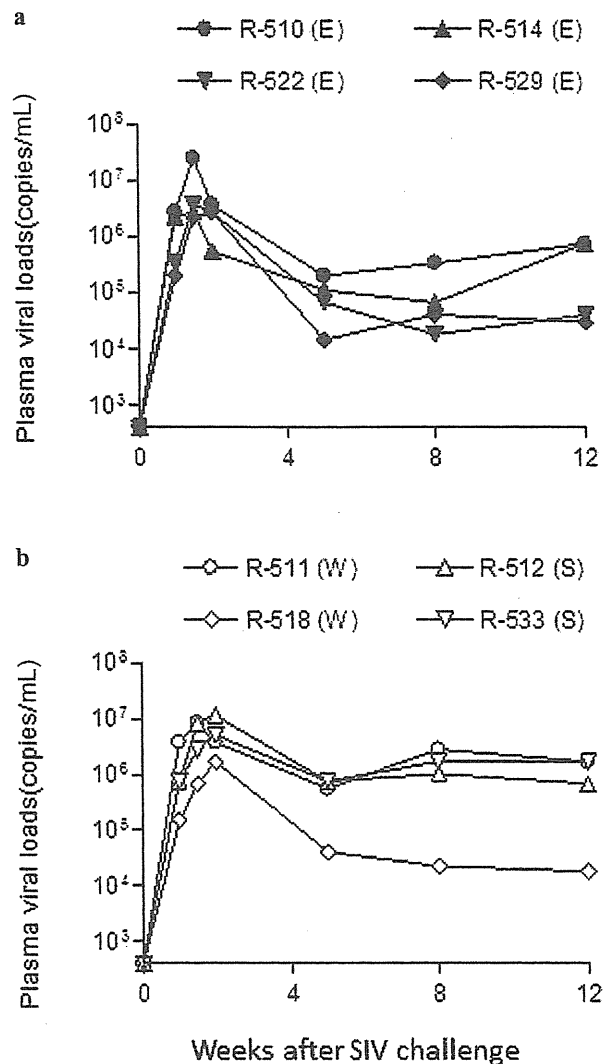 a
R-510 (E) R-514 (E)
R-522 (E) R-529 (E)
Plasma viral loads(copies/mL)
10⁸
10⁷
10⁶
10⁵
10⁴
10³
0 4 8 12
b
R-511 (W) R-512 (S)
R-518 (W) R-533 (S)
Plasma viral loads(copies/mL)
10⁸
10⁷
10⁶
10⁵
10⁴
10³
0 4 8 12
Weeks after SIV challenge